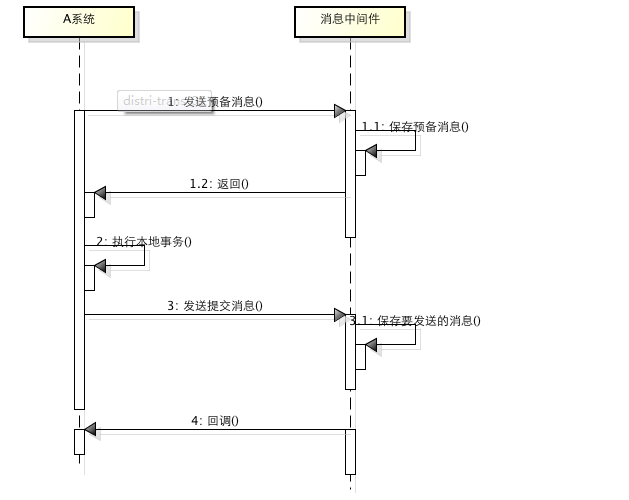 A系统
消息中间件
distri-trans
1: 发送预备消息()
1.1: 保存预备消息()
1.2: 返回()
2: 执行本地事务()
3: 发送提交消息()
3.1: 保存要发送的消息()
4: 回调()